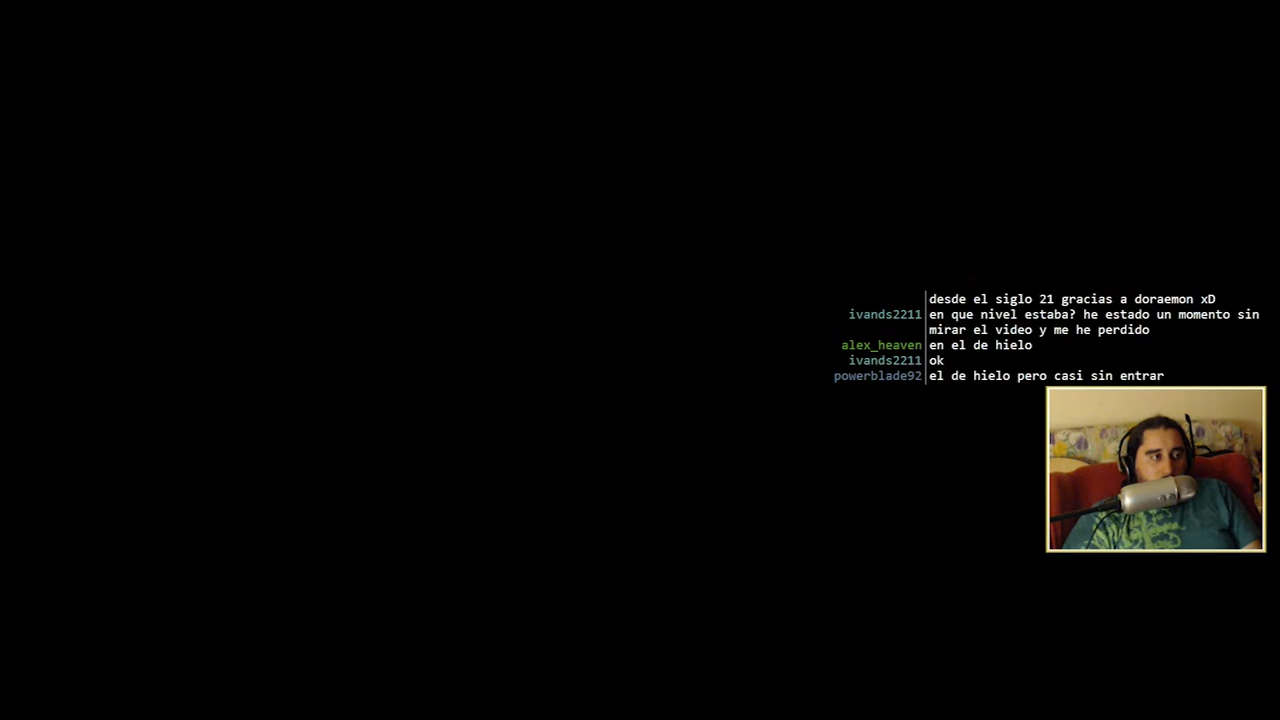 desde el siglo 21 gracias a doraemon xD
ivands2211 en que nivel estaba? he estado un momento sin
mirar el video y me he perdido
alex_heaven en el de hielo
ivands2211 ok
powerblade92 el de hielo pero casi sin entrar